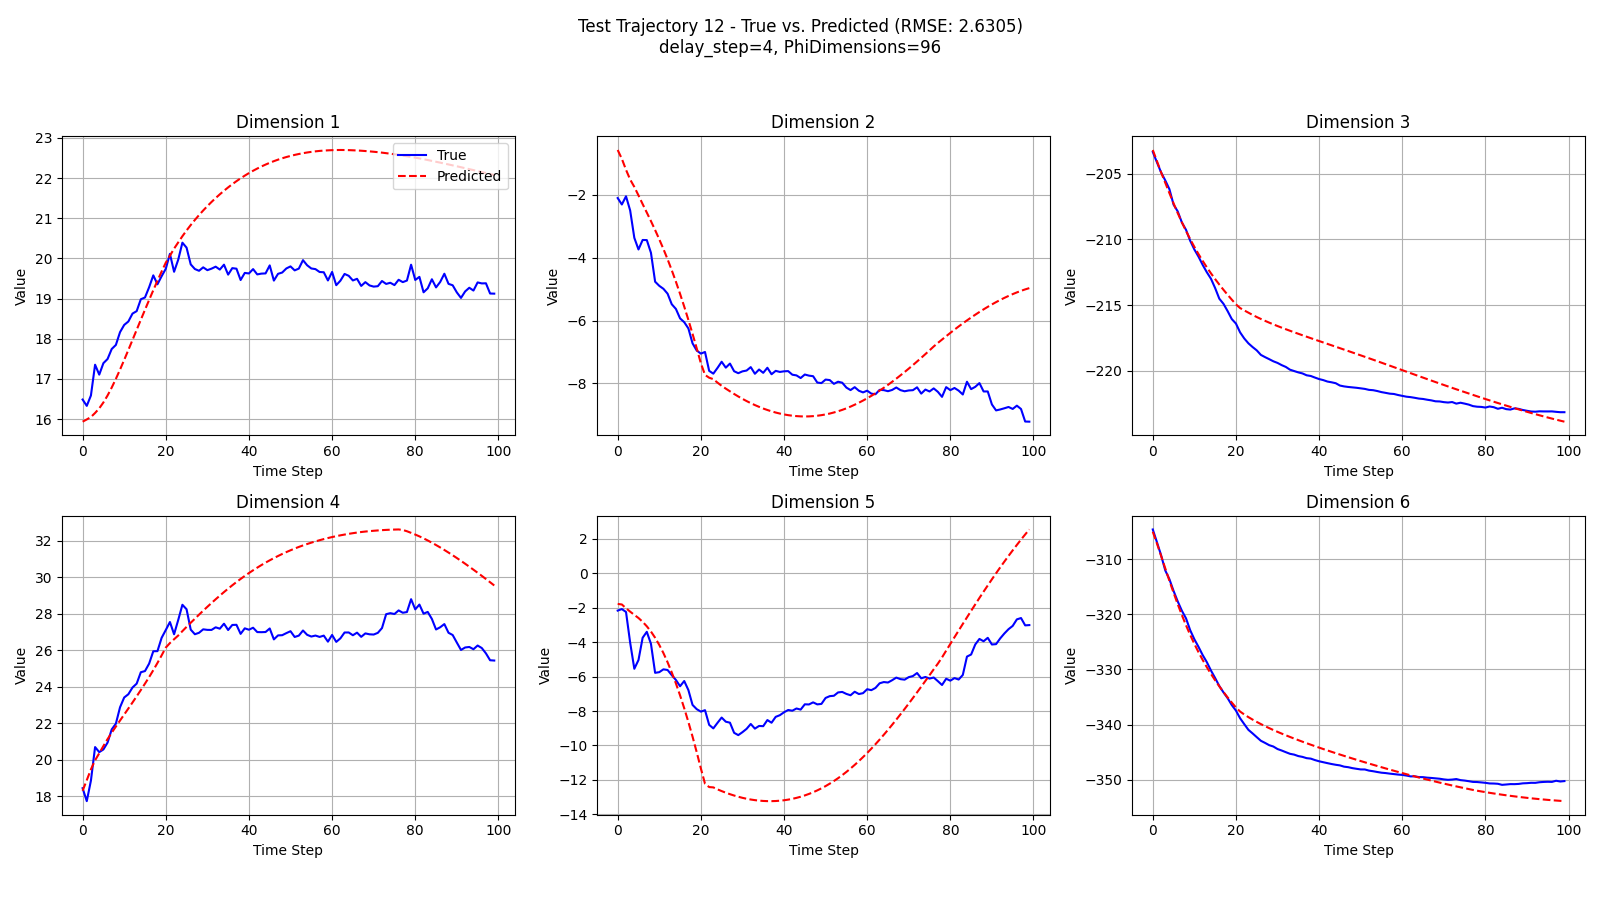 Test Trajectory 12 - True vs. Predicted (RMSE: 2.6305)
delay_step=4, PhiDimensions=96
Dimension 1
23
22
21
20
19
18
17
16
Value
0 20 40 60 80 100
Time Step
True
Predicted
Dimension 2
−2
−4
−6
−8
Value
0 20 40 60 80 100
Time Step
Dimension 3
−205
−210
−215
−220
Value
0 20 40 60 80 100
Time Step
Dimension 4
32
30
28
26
24
22
20
18
Value
0 20 40 60 80 100
Time Step
Dimension 5
2
0
−2
−4
−6
−8
−10
−12
−14
Value
0 20 40 60 80 100
Time Step
Dimension 6
−310
−320
−330
−340
−350
Value
0 20 40 60 80 100
Time Step